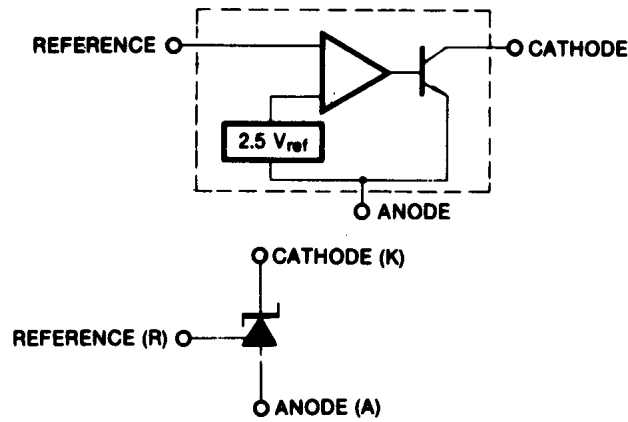 REFERENCE
CATHODE
2.5 Vref
ANODE
CATHODE (K)
REFERENCE (R)
ANODE (A)